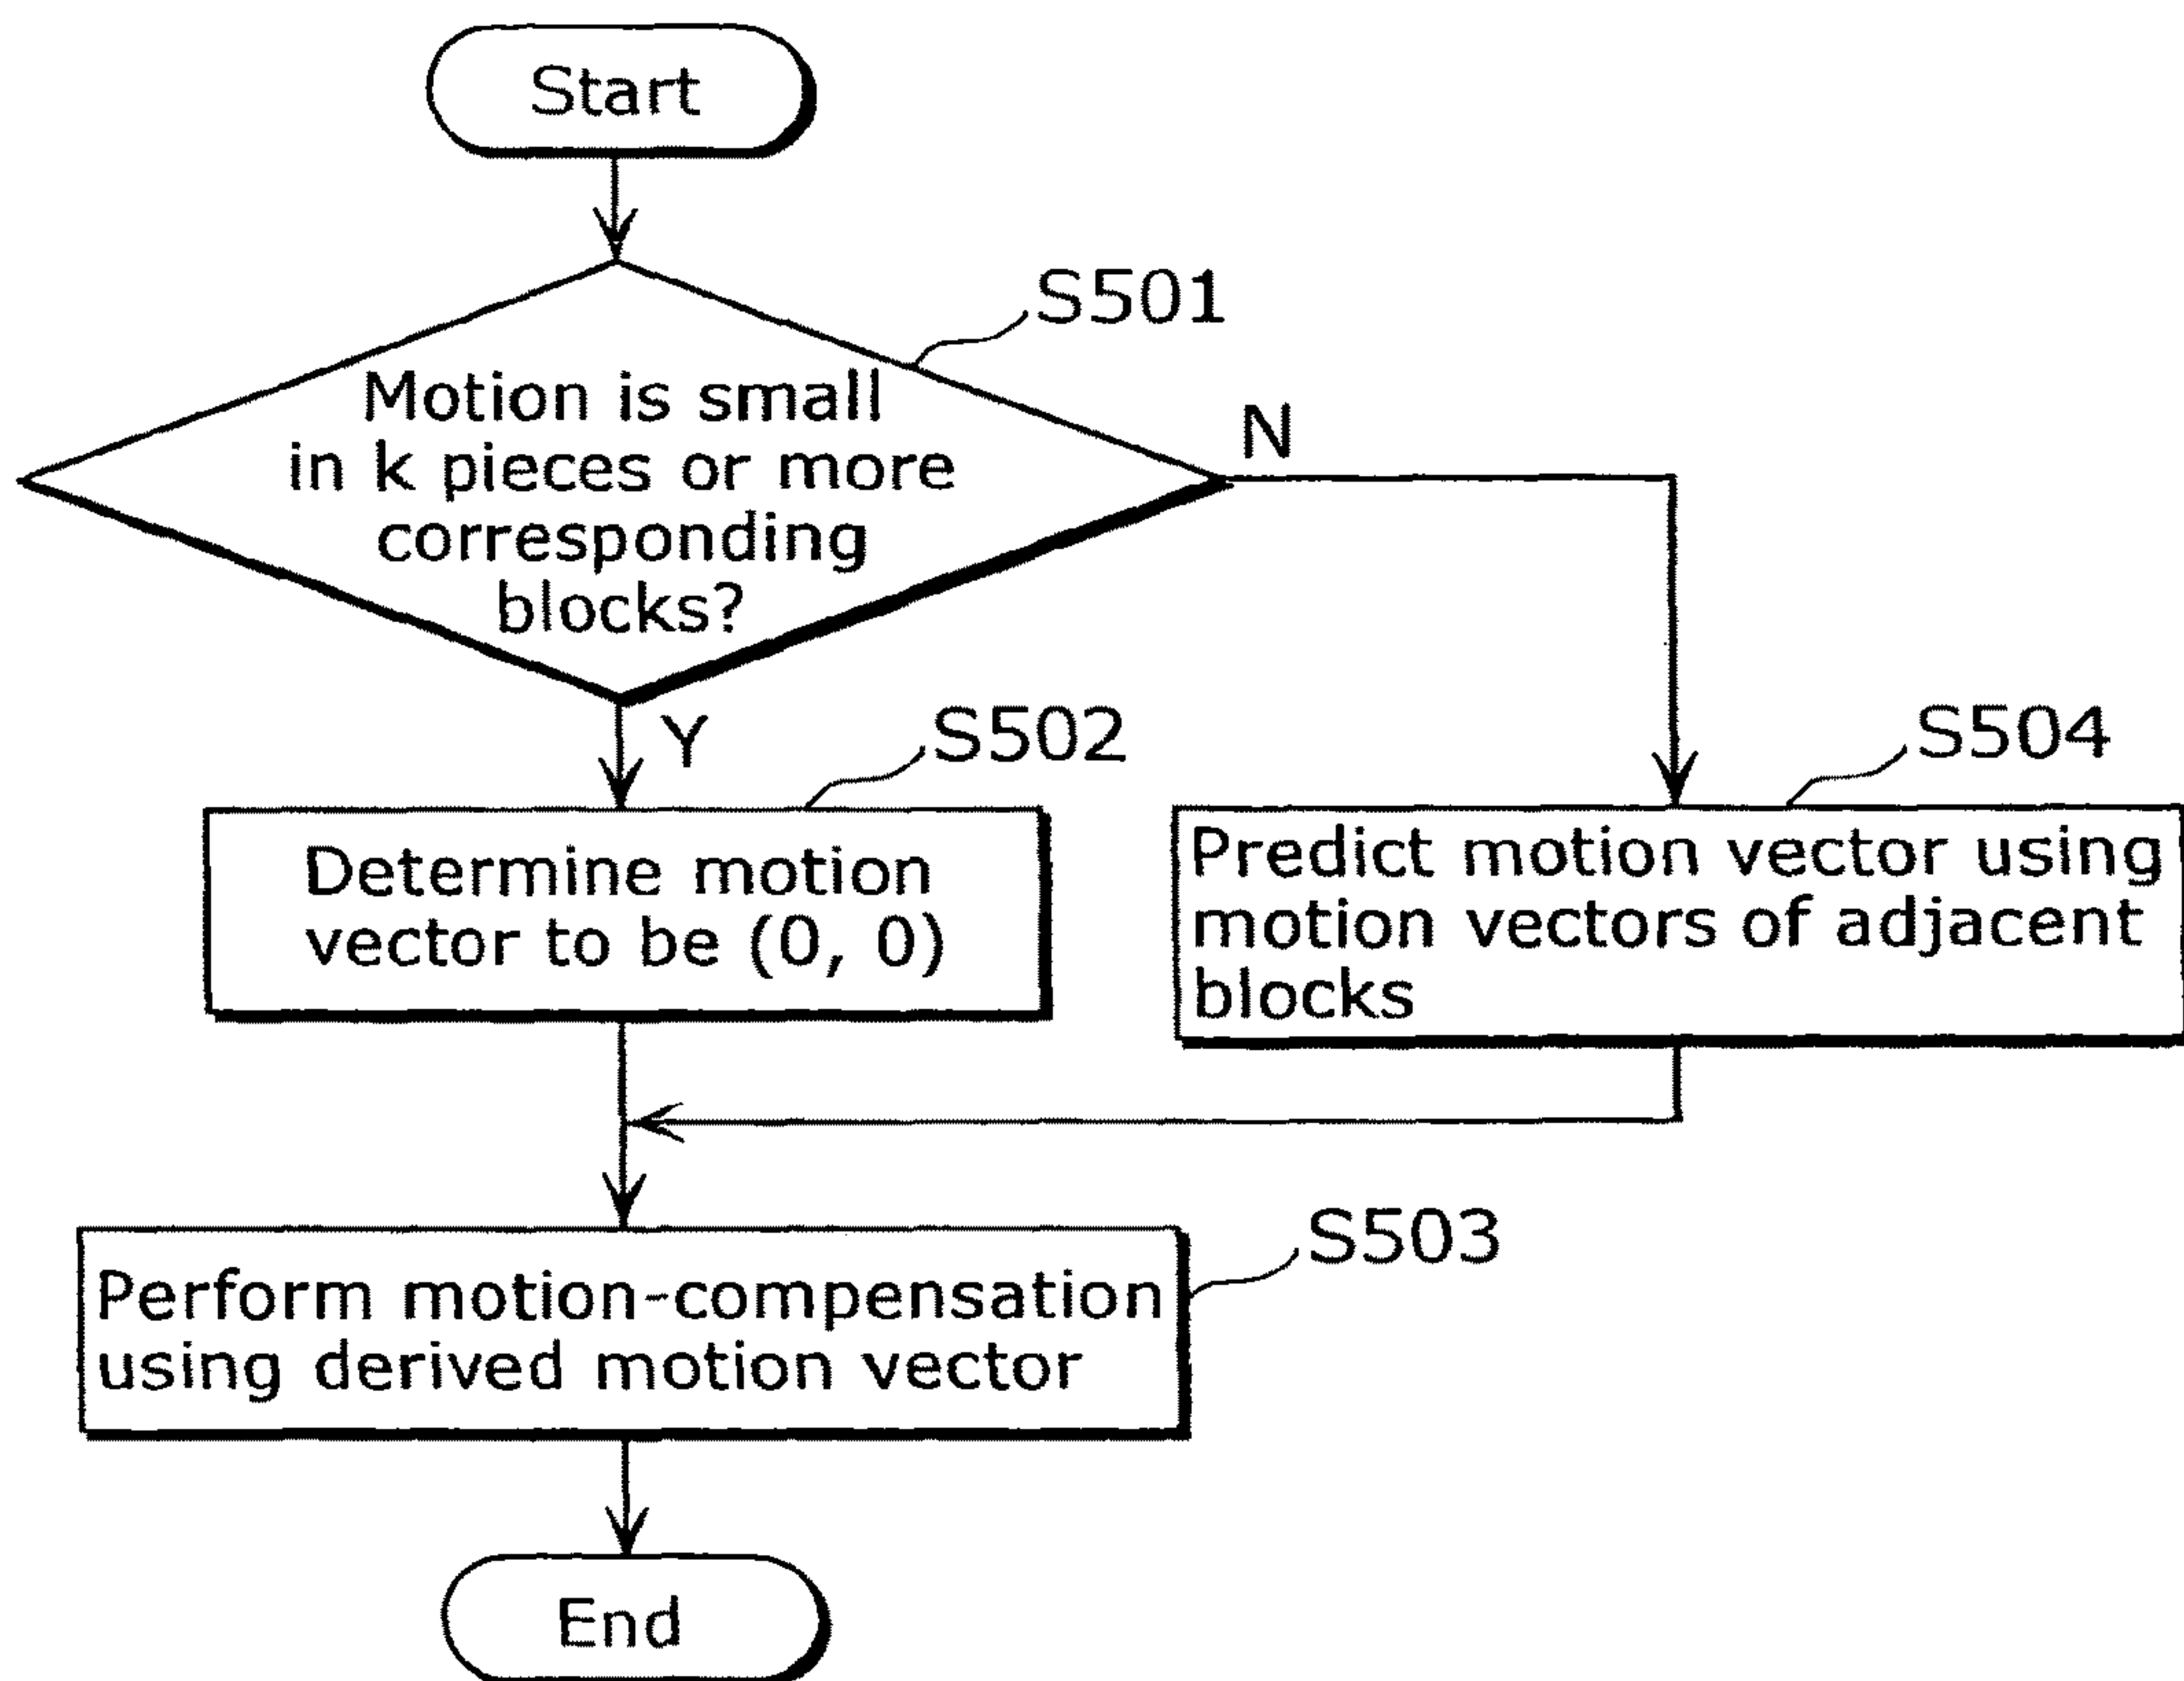 Start
S501
Motion is small
in k pieces or more
corresponding
blocks?
N
Y
S502
Determine motion
vector to be (0, 0)
S504
Predict motion vector using
motion vectors of adjacent
blocks
S503
Perform motion-compensation
using derived motion vector
End